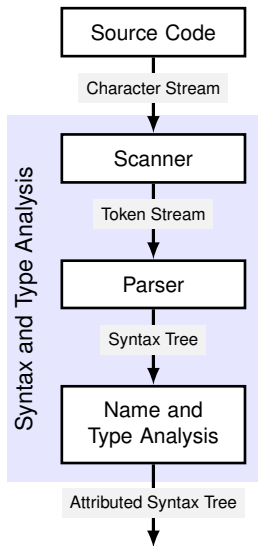 Source Code
Character Stream
Syntax and Type Analysis
Scanner
Token Stream
Parser
Syntax Tree
Name and
Type Analysis
Attributed Syntax Tree